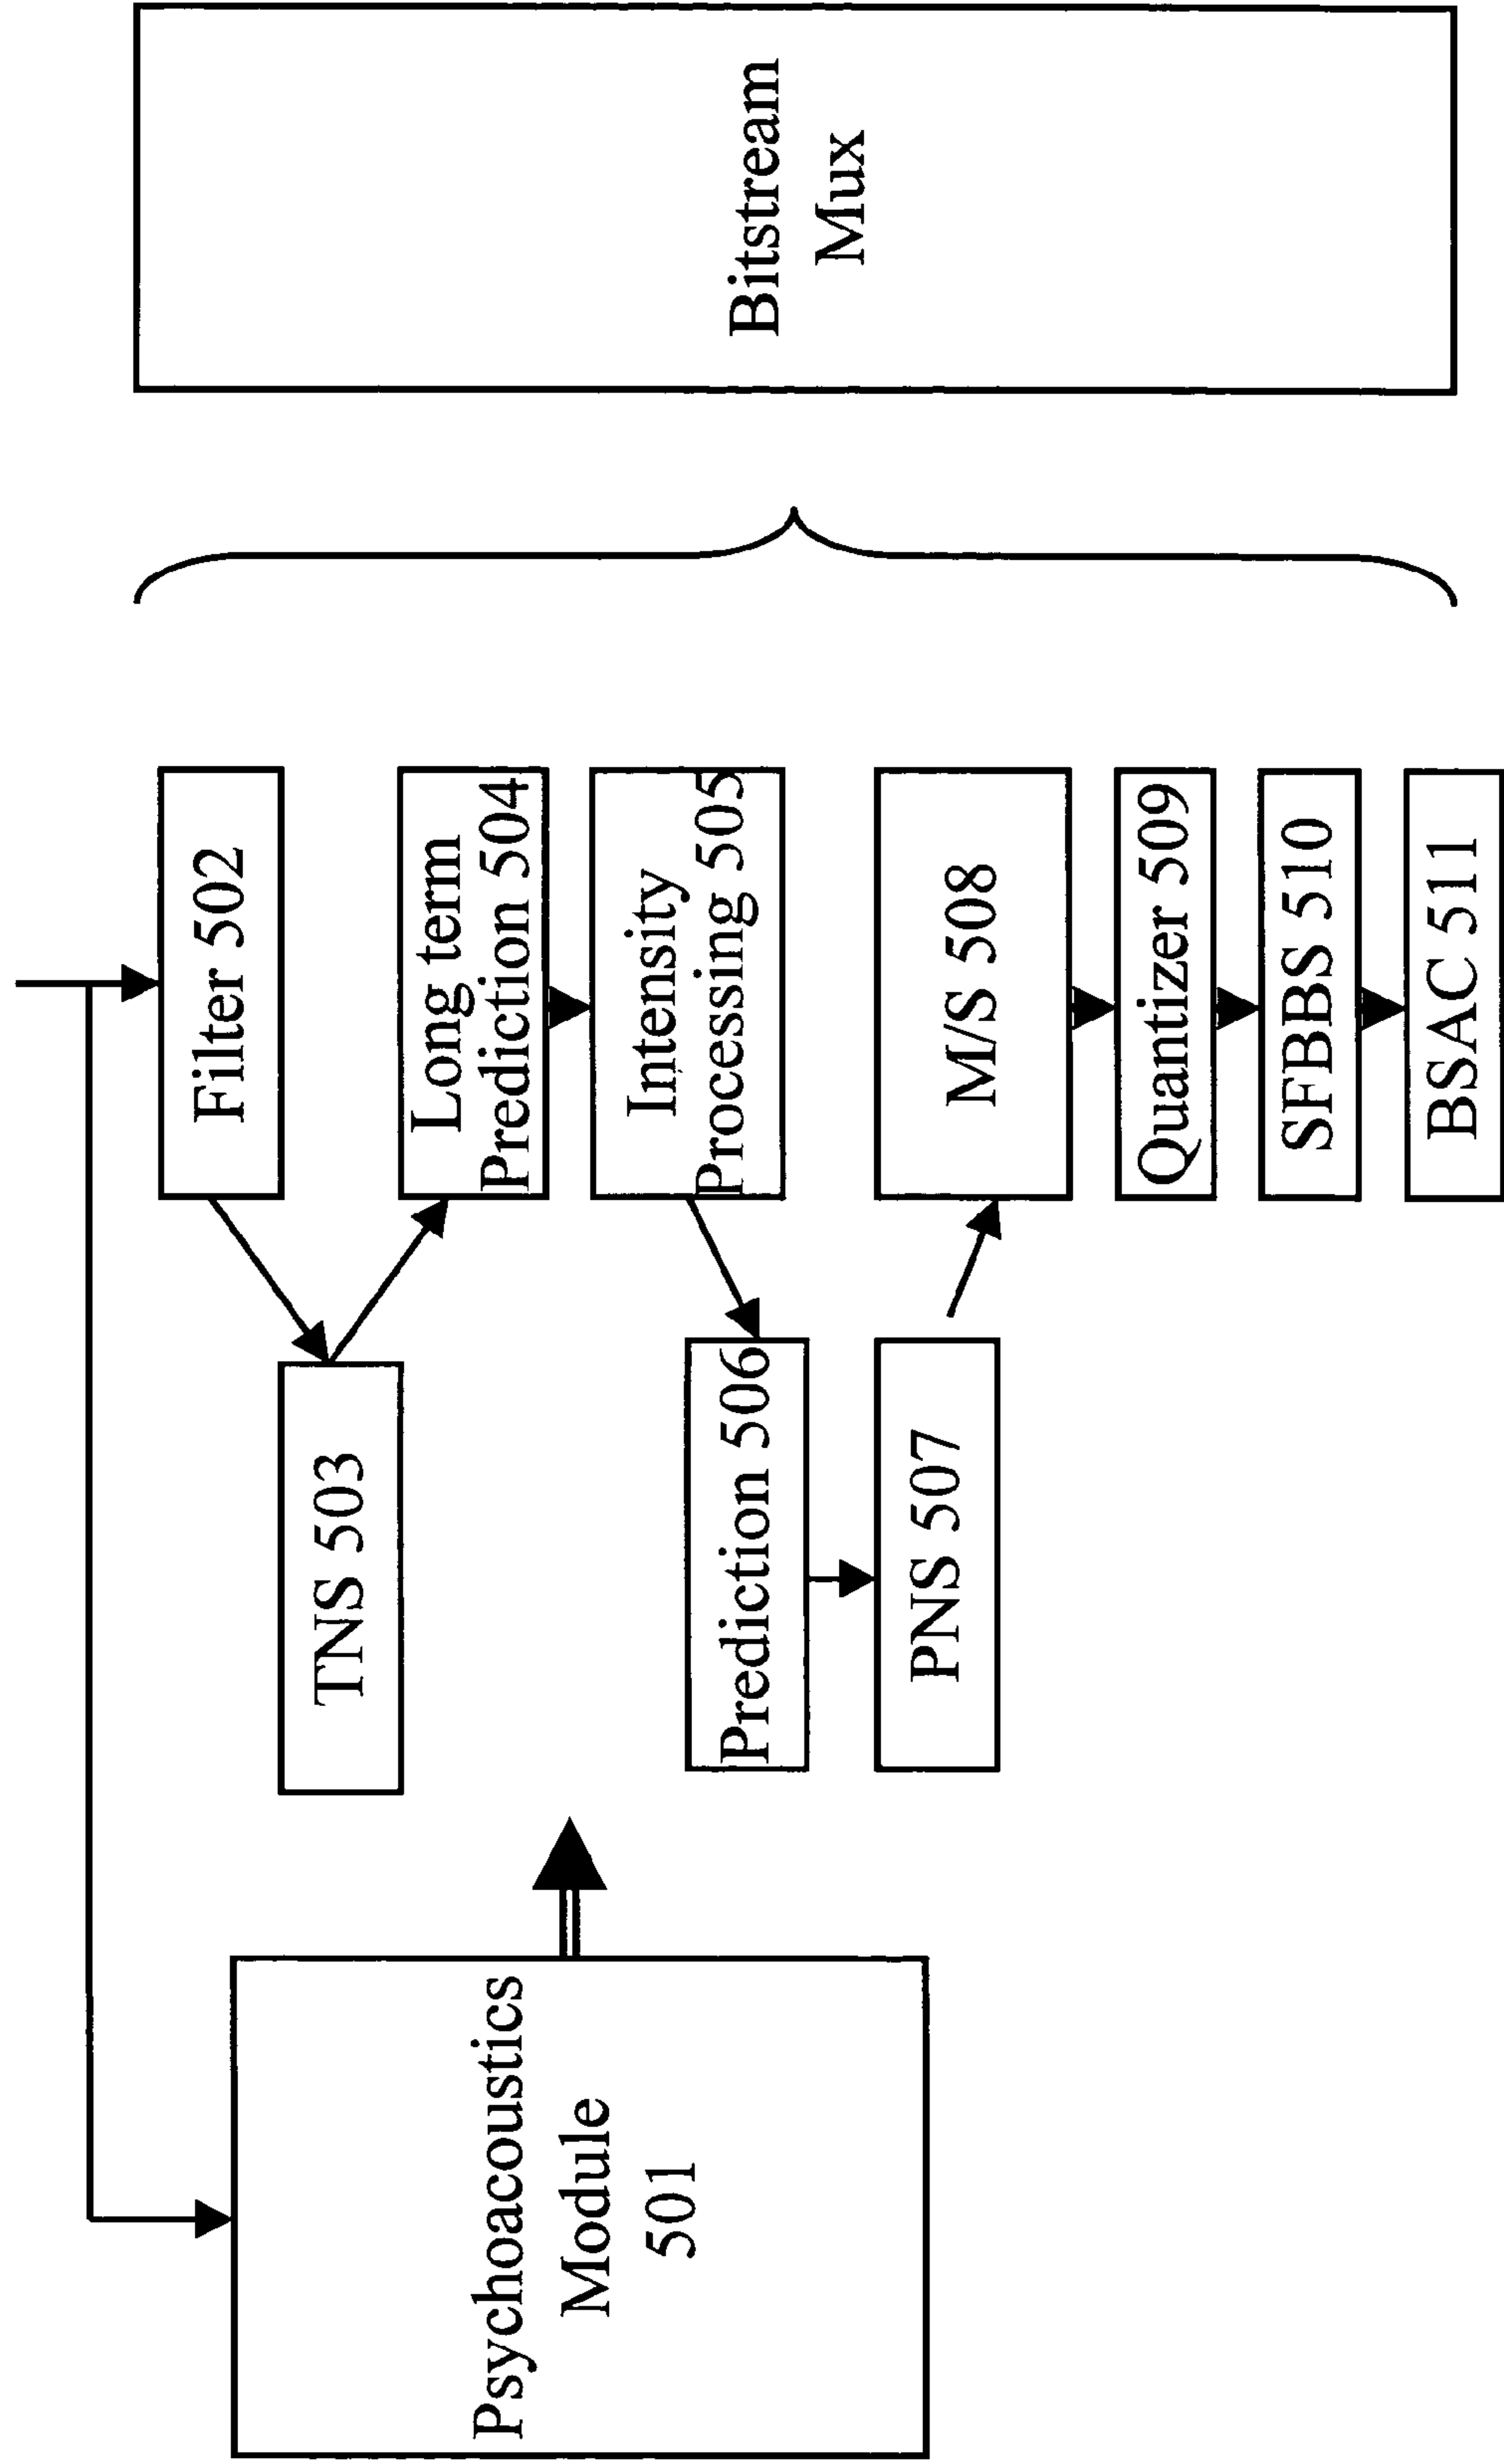 Psychoacoustics
Module
501
TNS 503
Prediction 506
PNS 507
Filter 502
Long term
Prediction 504
Intensity
Processing 505
M/S 508
Quantizer 509
SFBBS 510
BSAC 511
Bitstream
Mux